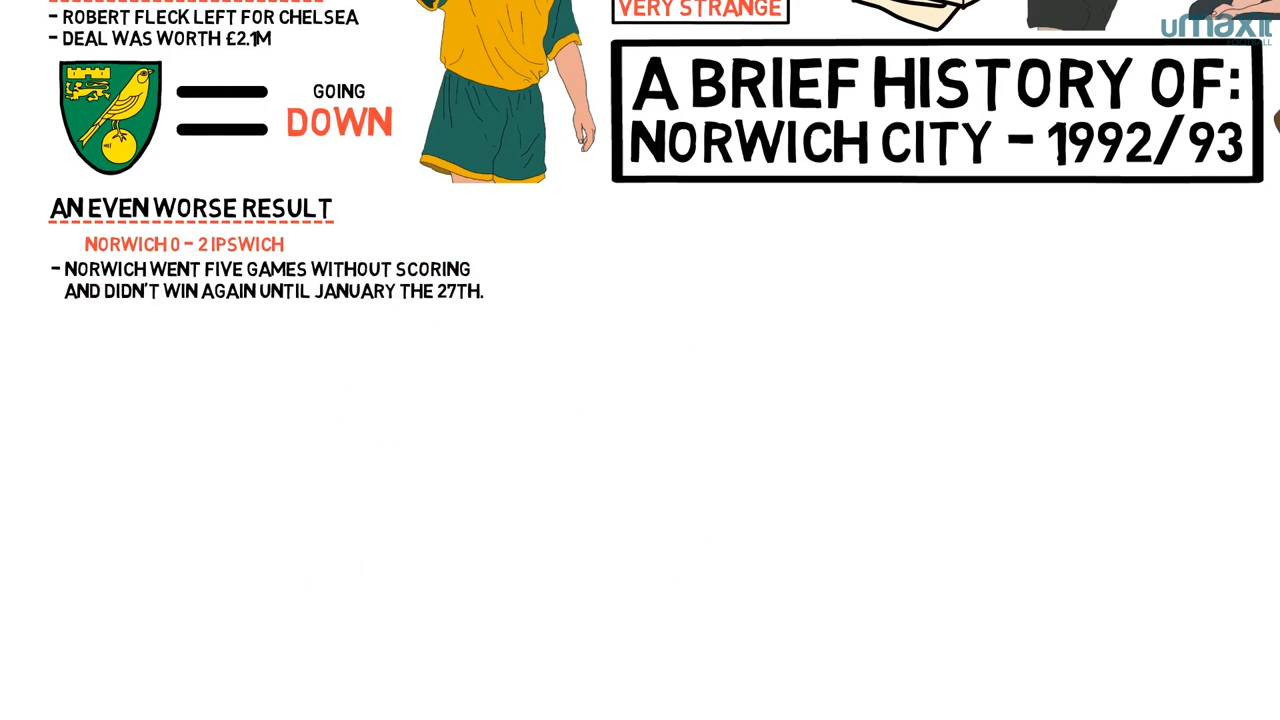 - ROBERT FLECK LEFT FOR CHELSEA
- DEAL WAS WORTH £2.1M
GOING
DOWN
VERY STRANGE
umaxit
FOOTBALL
A BRIEF HISTORY OF:
NORWICH CITY - 1992/93
AN EVEN WORSE RESULT
NORWICH 0 - 2 IPSWICH
- NORWICH WENT FIVE GAMES WITHOUT SCORING
AND DIDN'T WIN AGAIN UNTIL JANUARY THE 27TH.